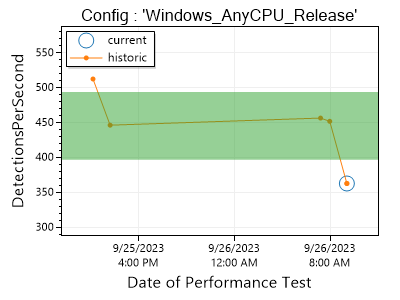 Config : 'Windows_AnyCPU_Release'
current
historic
DetectionsPerSecond
550
500
450
400
350
300
9/25/2023
4:00 PM
9/26/2023
12:00 AM
9/26/2023
8:00 AM
Date of Performance Test